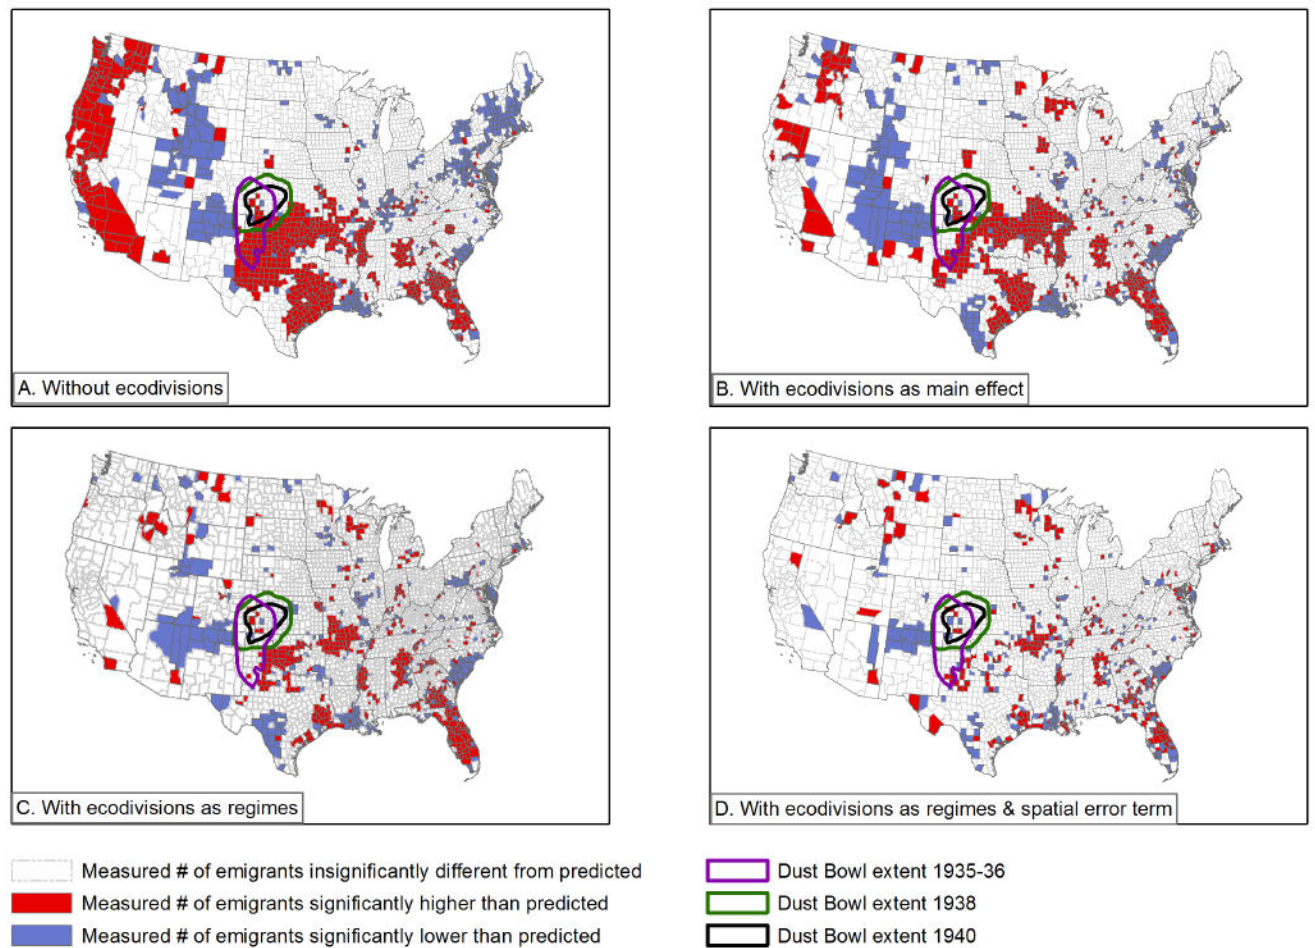 A. Without ecodivisions
B. With ecodivisions as main effect
C. With ecodivisions as regimes
D. With ecodivisions as regimes & spatial error term
Measured # of emigrants insignificantly different from predicted
Measured # of emigrants significantly higher than predicted
Measured # of emigrants significantly lower than predicted
Dust Bowl extent 1935-36
Dust Bowl extent 1938
Dust Bowl extent 1940